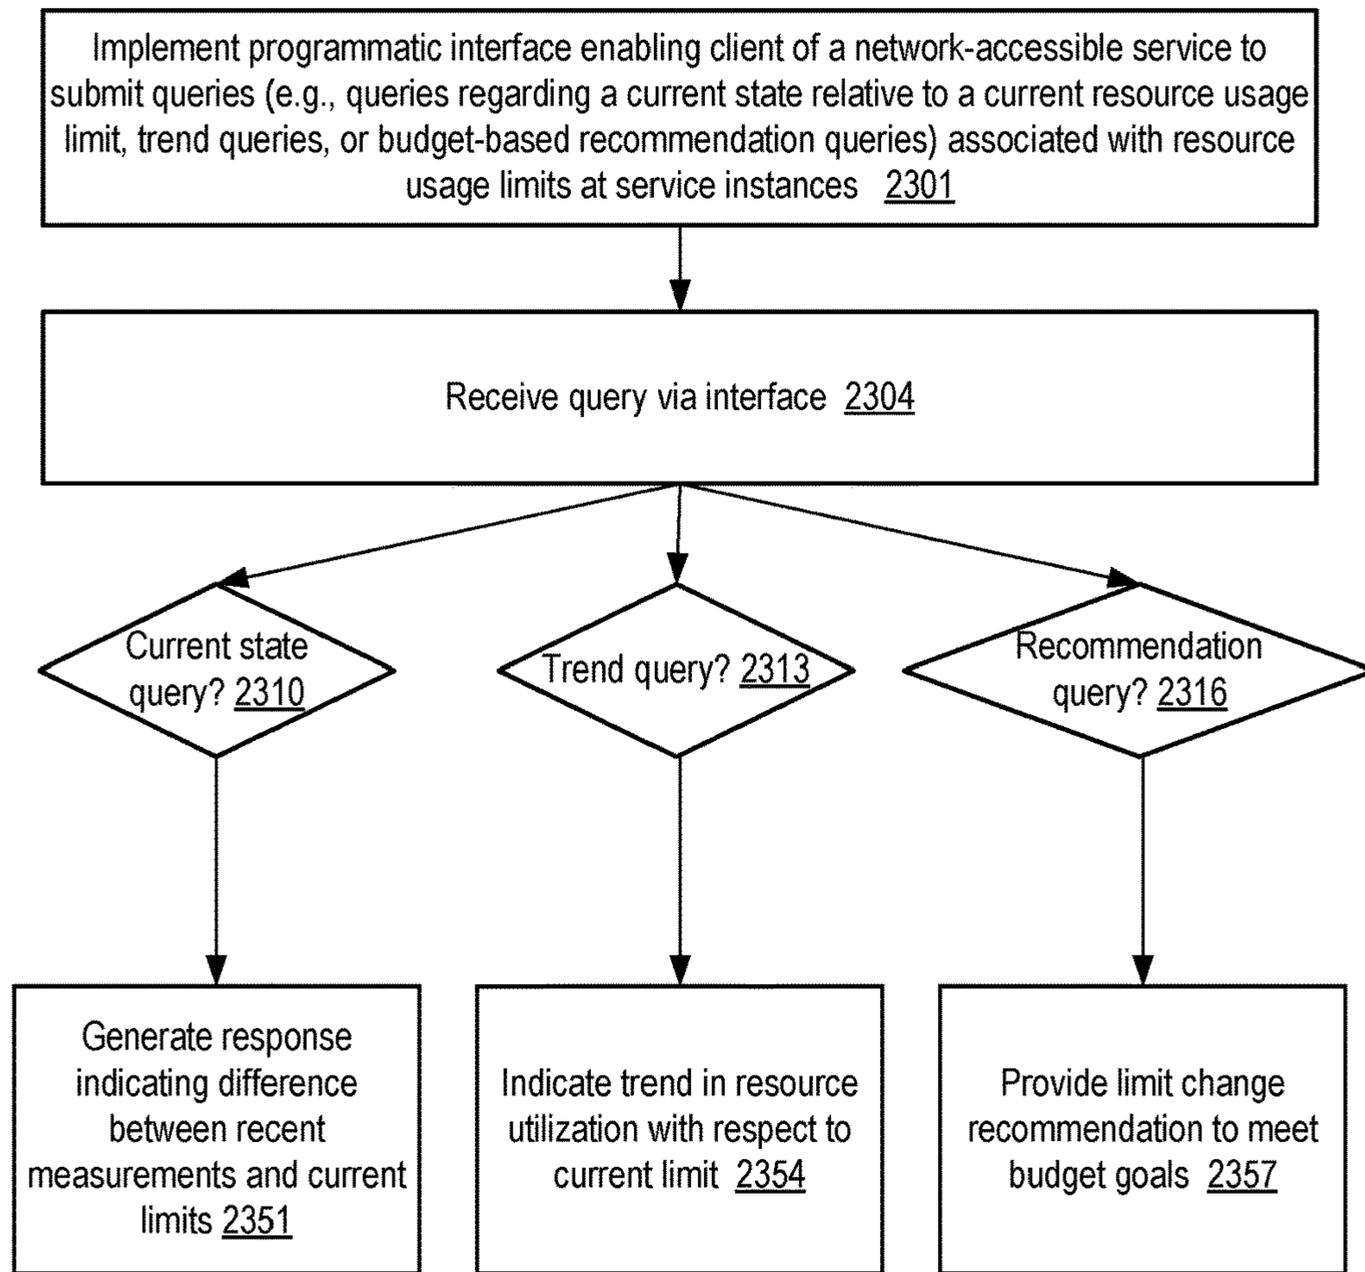 Implement programmatic interface enabling client of a network-accessible service to
submit queries (e.g., queries regarding a current state relative to a current resource usage
limit, trend queries, or budget-based recommendation queries) associated with resource
usage limits at service instances 2301
Receive query via interface 2304
Current state
query? 2310
Trend query? 2313
Recommendation
query? 2316
Generate response
indicating difference
between recent
measurements and current
limits 2351
Indicate trend in resource
utilization with respect to
current limit 2354
Provide limit change
recommendation to meet
budget goals 2357